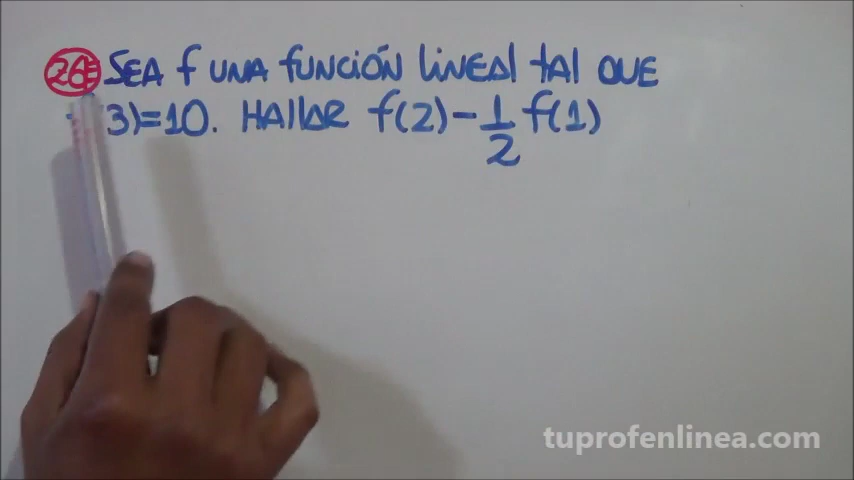 26 SEA f UNA FUNCIÓN LINEAL TAL QUE
3)=10. HALLAR f(2) - 1/2 f(1)
tuprofenlinea.com